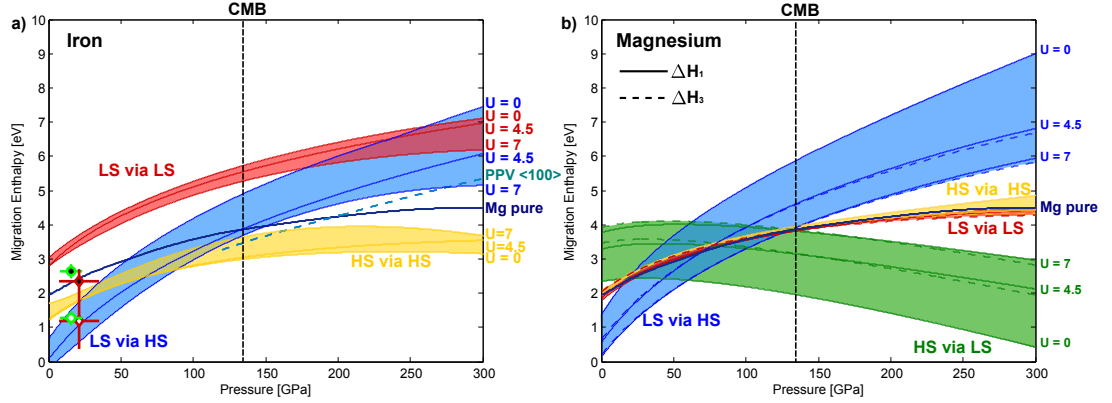 CMB
a)
Iron
10
9
8
7
6
5
4
3
2
1
0
Migration Enthalpy [eV]
LS via LS
HS via HS
LS via HS
U = 0
U = 0
U = 4.5
U = 7
U = 4.5
PPV <100>
U = 7
Mg pure
U=7
U=4.5
U = 0
0
50
100
150
200
250
300
Pressure [GPa]
CMB
b)
Magnesium
ΔH₁
ΔH₃
10
9
8
7
6
5
4
3
2
1
0
Migration Enthalpy [eV]
LS via HS
HS via HS
LS via LS
HS via LS
U = 0
U = 4.5
U = 7
Mg pure
U = 7
U = 4.5
U = 0
0
50
100
150
200
250
300
Pressure [GPa]